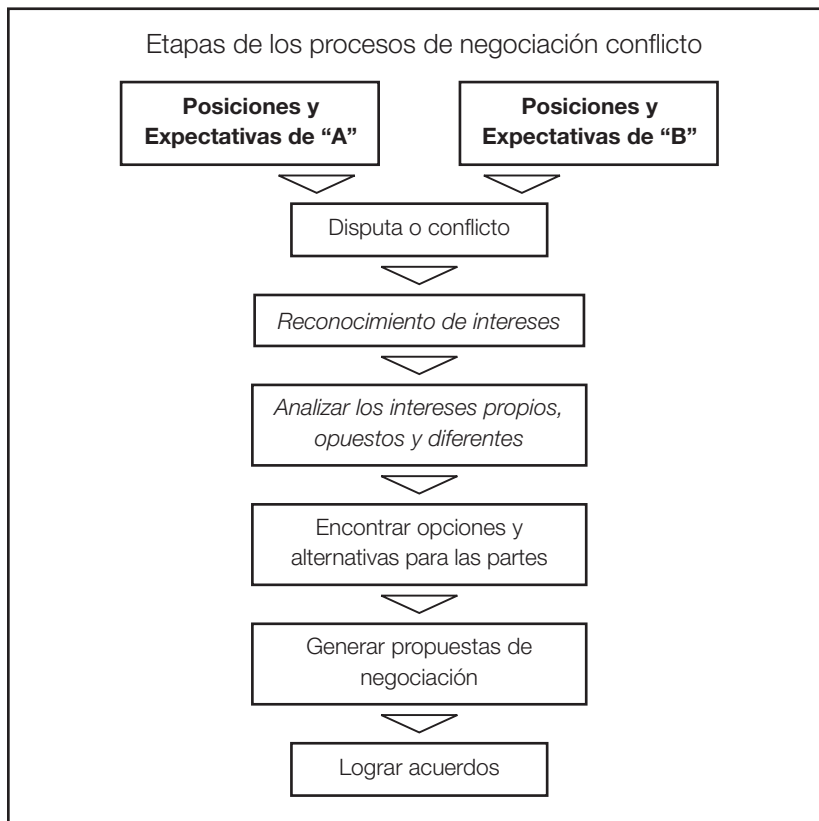 Etapas de los procesos de negociación conflicto
Posiciones y
Expectativas de “A”
Posiciones y
Expectativas de “B”
Disputa o conflicto
Reconocimiento de intereses
Analizar los intereses propios,
opuestos y diferentes
Encontrar opciones y
alternativas para las partes
Generar propuestas de
negociación
Lograr acuerdos